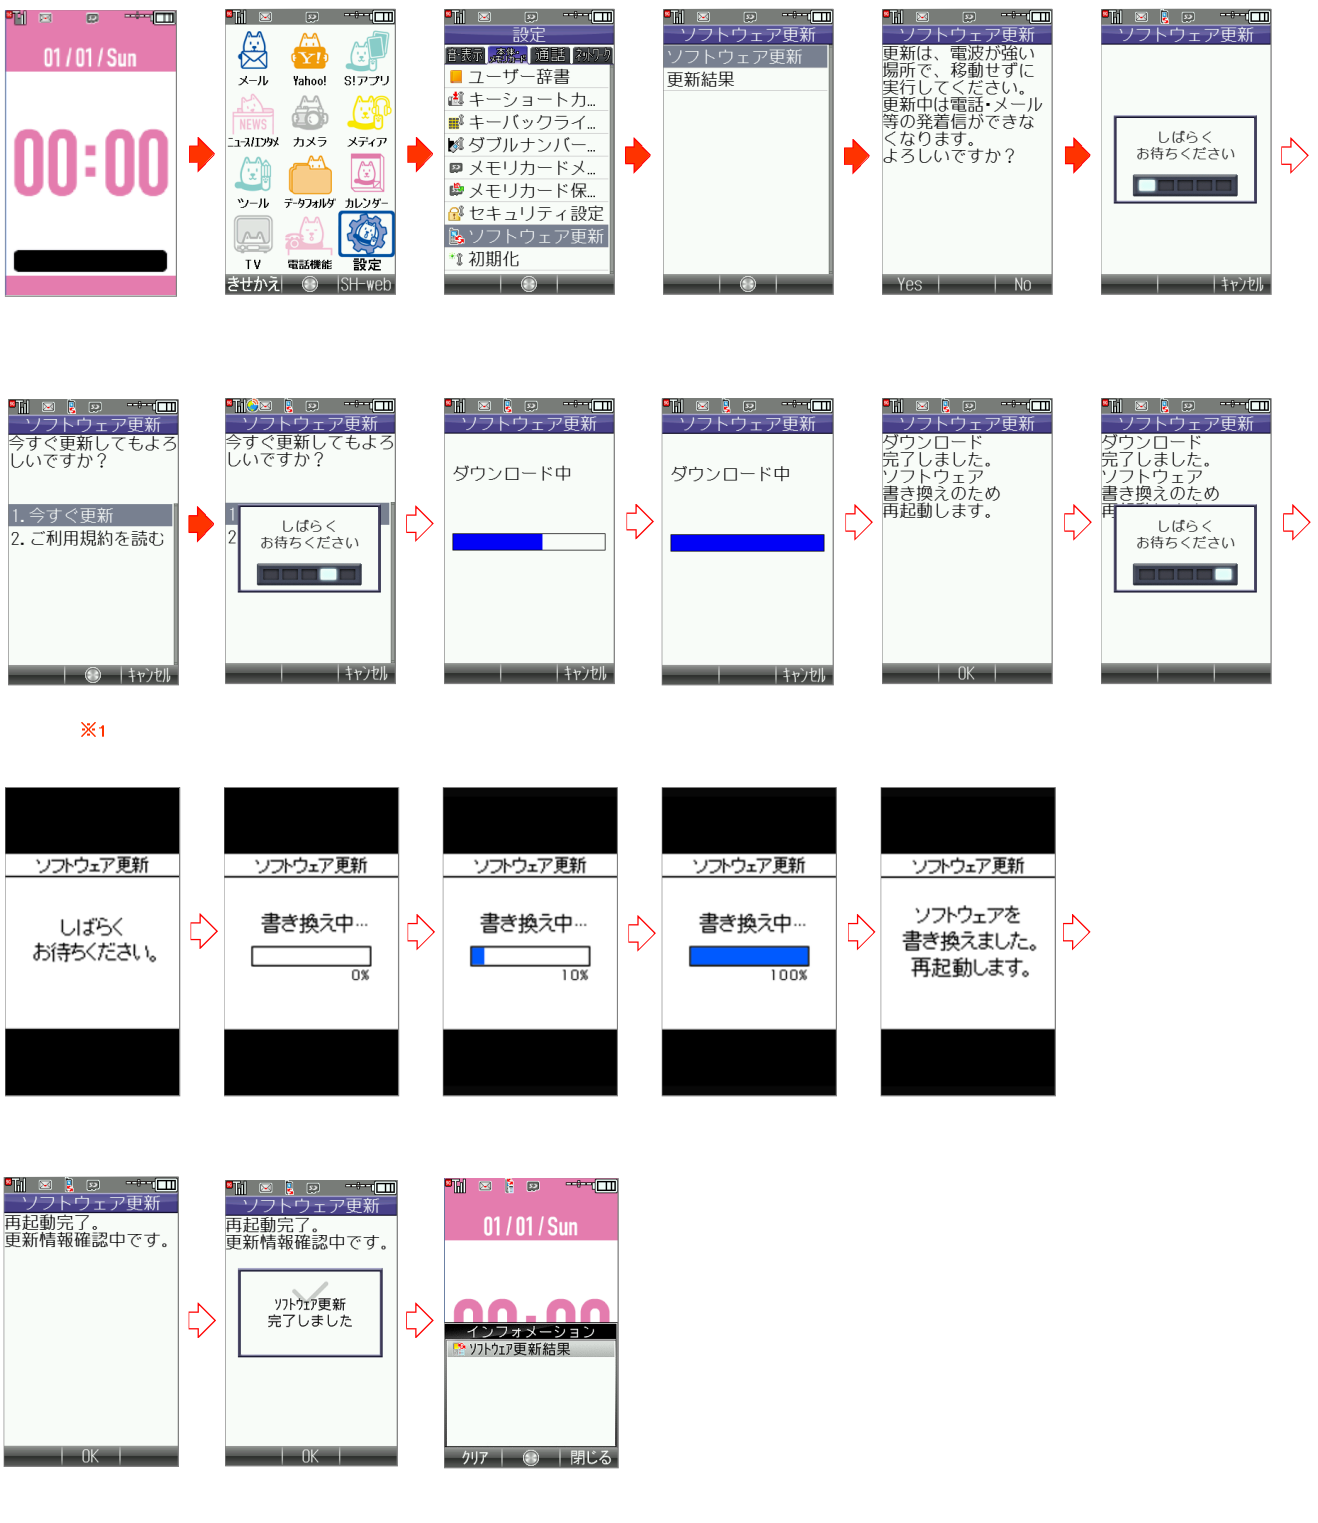 01/01/Sun
00:00
メール
Yahoo!
S!アプリ
NEWS
ニュース/エンタメ
カメラ
メディア
ツール
データフォルダ
カレンダー
TV
電話機能
設定
きせかえ
SH-web
設定
音・表示
通話
ネットワーク
ユーザー辞書
キーショートカ…
キーバックライ…
ダブルナンバー…
メモリカードメ…
メモリカード保…
セキュリティ設定
ソフトウェア更新
初期化
ソフトウェア更新
ソフトウェア更新
更新結果
ソフトウェア更新
更新は、電波が強い
場所で、移動せずに
実行してください。
更新中は電話・メール
等の発着信ができな
くなります。
よろしいですか？
Yes
No
ソフトウェア更新
しばらく
お待ちください
キャンセル
ソフトウェア更新
今すぐ更新してもよろ
しいですか？
1.今すぐ更新
2.ご利用規約を読む
キャンセル
※1
ソフトウェア更新
今すぐ更新してもよろ
しいですか？
1
2
しばらく
お待ちください
キャンセル
ソフトウェア更新
ダウンロード中
キャンセル
ソフトウェア更新
ダウンロード中
キャンセル
ソフトウェア更新
ダウンロード
完了しました。
ソフトウェア
書き換えのため
再起動します。
OK
ソフトウェア更新
ダウンロード
完了しました。
ソフトウェア
書き換えのため
しばらく
お待ちください
ソフトウェア更新
しばらく
お待ちください。
ソフトウェア更新
書き換え中…
0%
ソフトウェア更新
書き換え中…
10%
ソフトウェア更新
書き換え中…
100%
ソフトウェア更新
ソフトウェアを
書き換えました。
再起動します。
ソフトウェア更新
再起動完了。
更新情報確認中です。
OK
ソフトウェア更新
再起動完了。
更新情報確認中です。
ソフトウェア更新
完了しました
OK
01/01/Sun
00:00
インフォメーション
ソフトウェア更新結果
クリア
閉じる